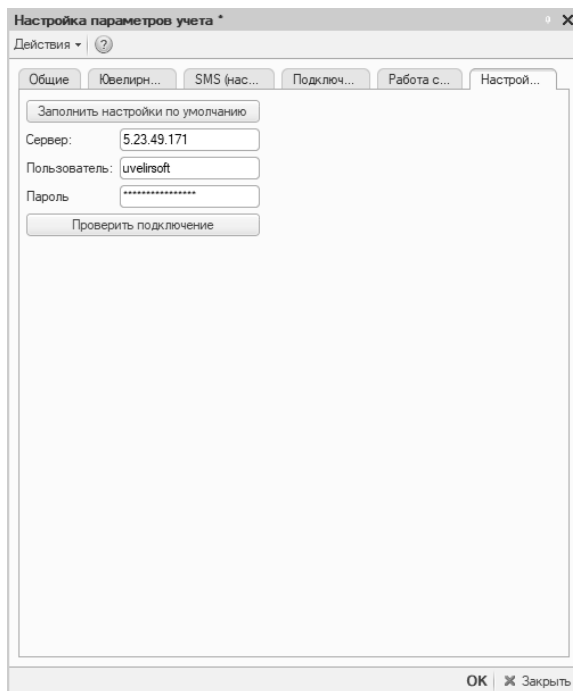 Настройка параметров учета *
Действия
Общие Ювелирн... SMS (нас... Подключ... Работа с... Настрой...
Заполнить настройки по умолчанию
Сервер: 5.23.49.171
Пользователь: uvelirsoft
Пароль ****************
Проверить подключение
OK Закрыть